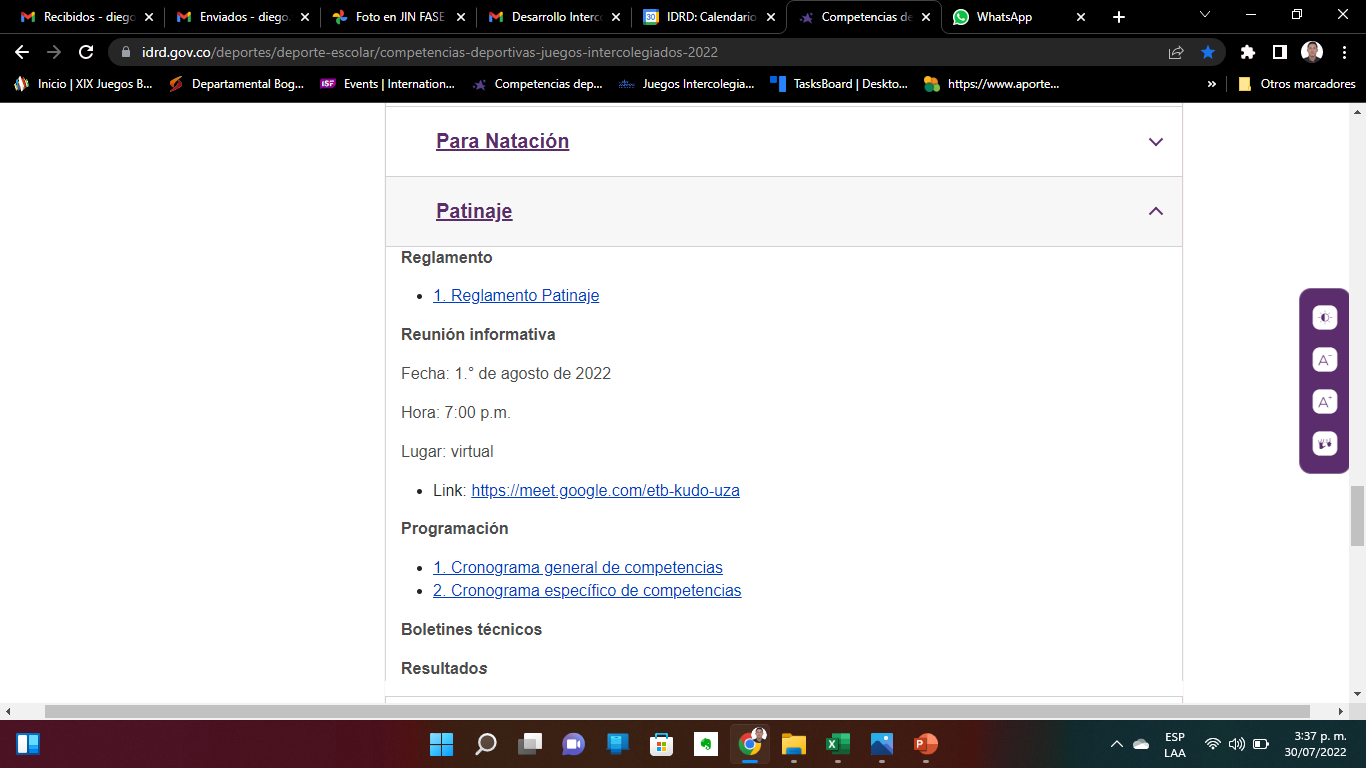 Recibidos - diego
Enviados - diego.
Foto en JIN FASE
Desarrollo Interc
IDRD: Calendario
Competencias de
WhatsApp
idrd.gov.co/deportes/deporte-escolar/competencias-deportivas-juegos-intercolegiados-2022
Inicio | XIX Juegos B...
Departamental Bog...
ISF Events | Internation...
Competencias dep...
Juegos Intercolegia...
TasksBoard | Deskto...
https://www.aporte...
»
Otros marcadores
Para Natación
Patinaje
Reglamento
• 1. Reglamento Patinaje
Reunión informativa
Fecha: 1.° de agosto de 2022
Hora: 7:00 p.m.
Lugar: virtual
• Link: https://meet.google.com/etb-kudo-uza
Programación
• 1. Cronograma general de competencias
• 2. Cronograma específico de competencias
Boletines técnicos
Resultados
A-
A+
ESP
LAA
3:37 p. m.
30/07/2022